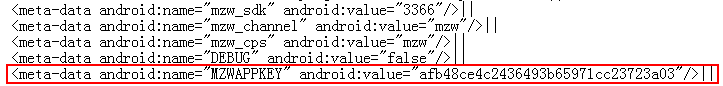 <meta-data android:name="mzw_sdk" android:value="3366"/>||
<meta-data android:name="mzw_channel" android:value="mzw"/>||
<meta-data android:name="mzw_cps" android:value="mzw"/>||
<meta-data android:name="DEBUG" android:value="false"/>||
<meta-data android:name="MZWAPPKEY" android:value="afb48ce4c2436493b65971cc23723a03"/>||